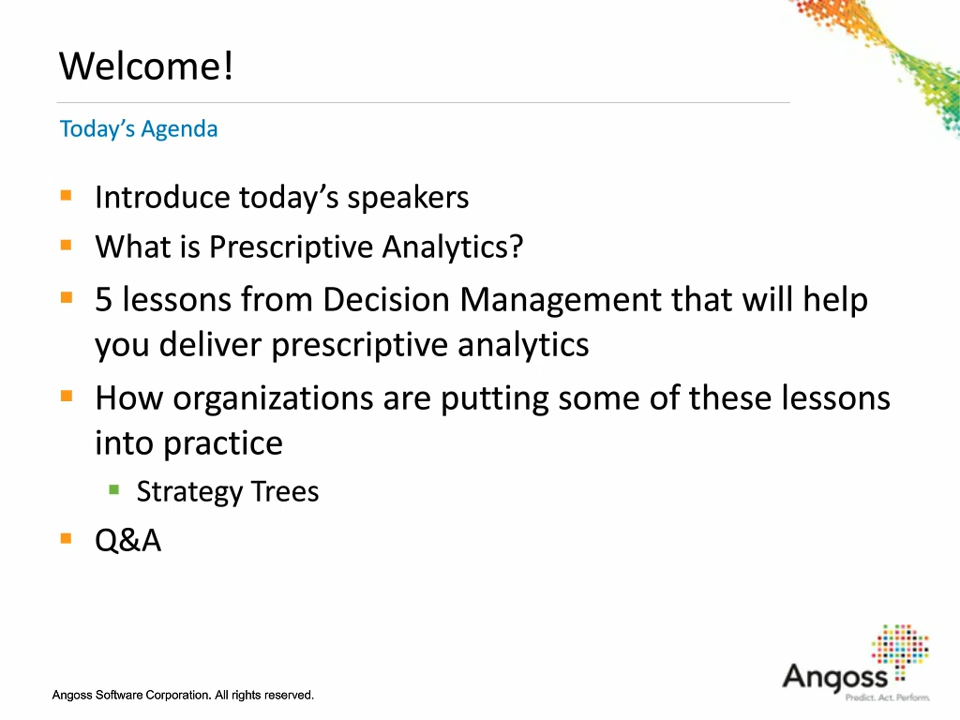 Welcome!
Today's Agenda
Introduce today's speakers
What is Prescriptive Analytics?
5 lessons from Decision Management that will help
you deliver prescriptive analytics
How organizations are putting some of these lessons
into practice
Strategy Trees
Q&A
Angoss
Predict. Act. Perform.
Angoss Software Corporation. All rights reserved.